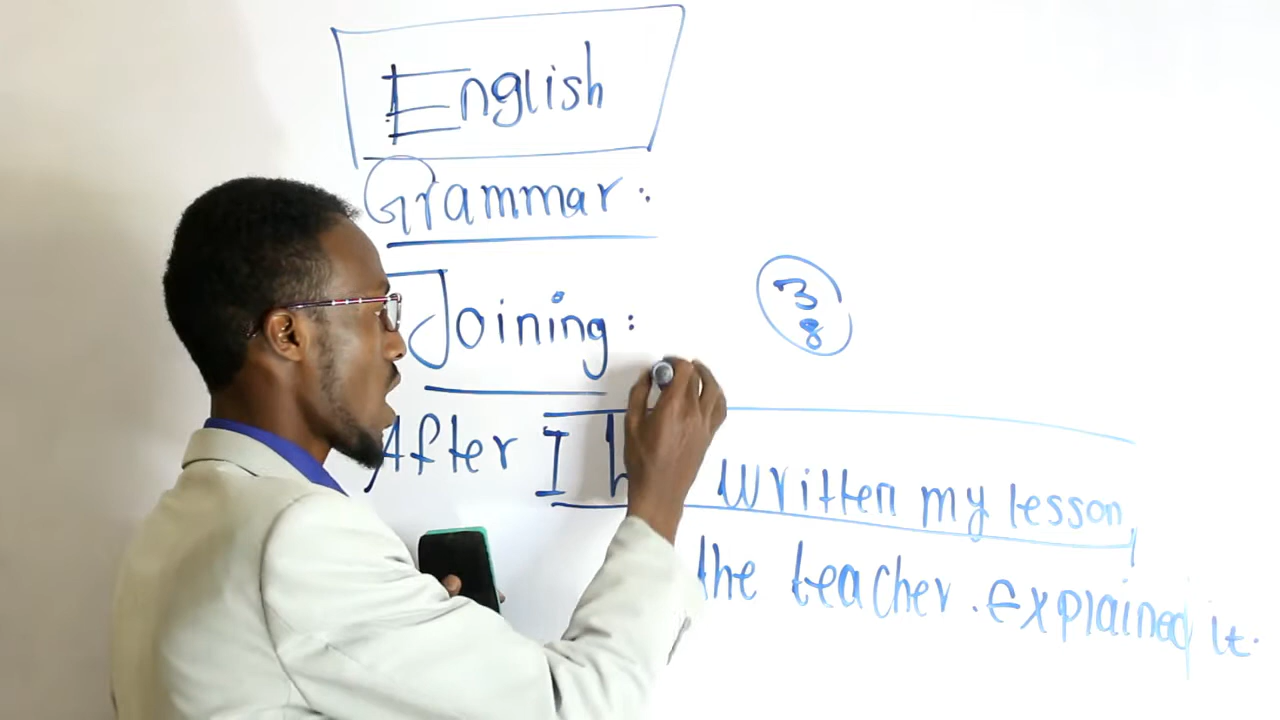 English
Grammar:
Joining:
3
8
After I written my lesson,
the teacher. explained it.